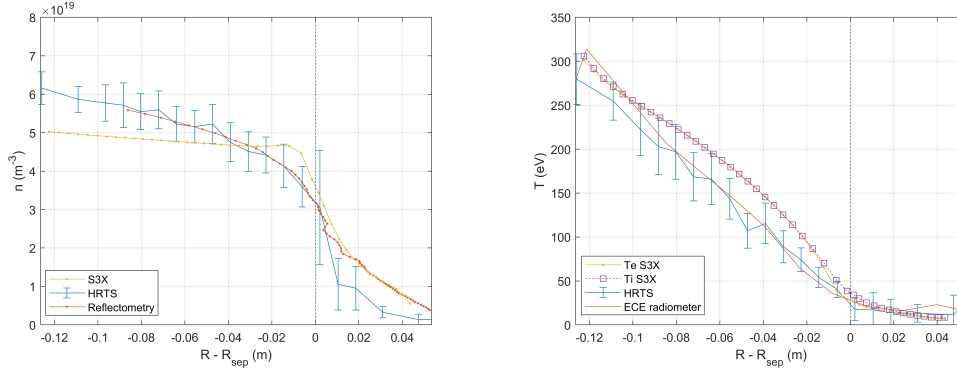 ×10^19
8
7
6
5
4
3
2
1
0
n (m^-3)
-0.12 -0.1 -0.08 -0.06 -0.04 -0.02 0 0.02 0.04
R - R_sep (m)
S3X
HRTS
Reflectometry
350
300
250
200
150
100
50
0
T (eV)
-0.12 -0.1 -0.08 -0.06 -0.04 -0.02 0 0.02 0.04
R - R_sep (m)
Te S3X
Ti S3X
HRTS
ECE radiometer